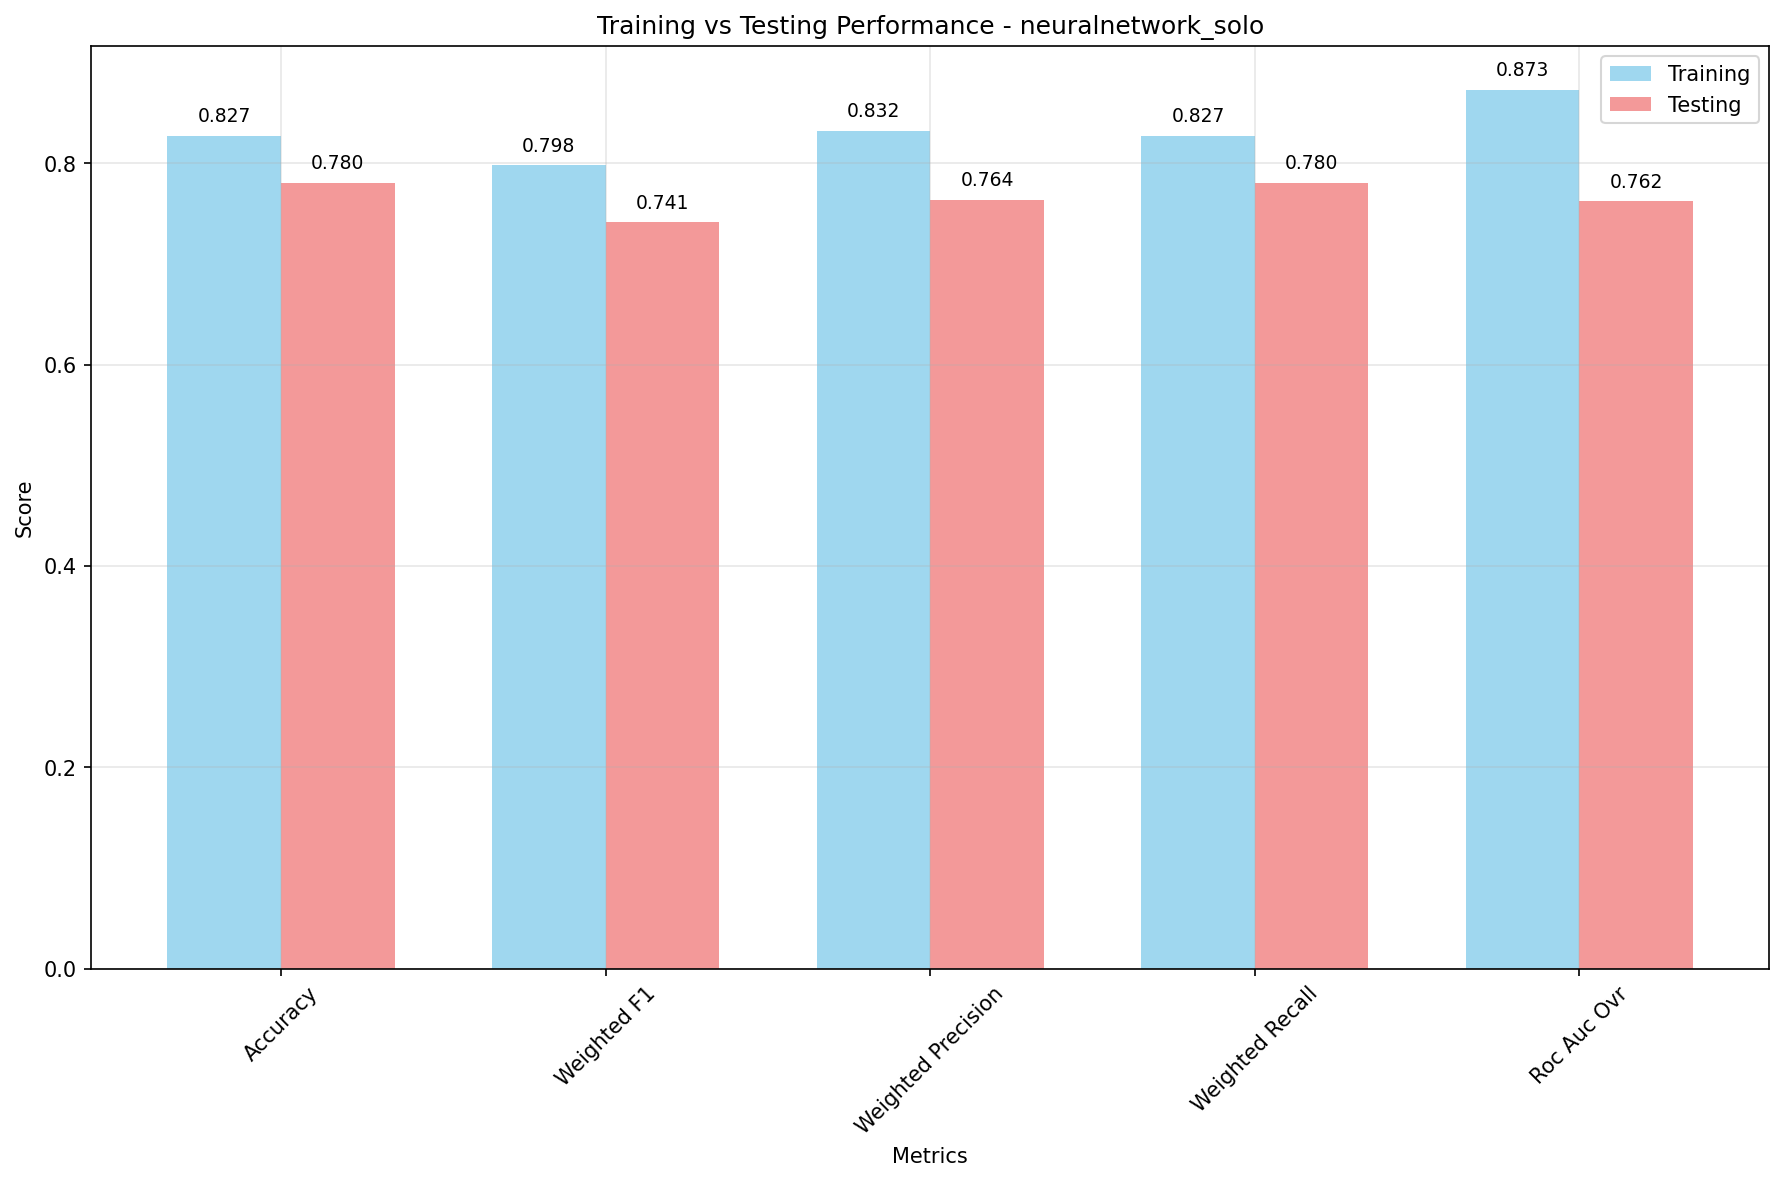 Training vs Testing Performance - neuralnetwork_solo
Training
Testing
0.827
0.780
0.798
0.741
0.832
0.764
0.827
0.780
0.873
0.762
Score
0.8
0.6
0.4
0.2
0.0
Accuracy
Weighted F1
Weighted Precision
Weighted Recall
Roc Auc Ovr
Metrics